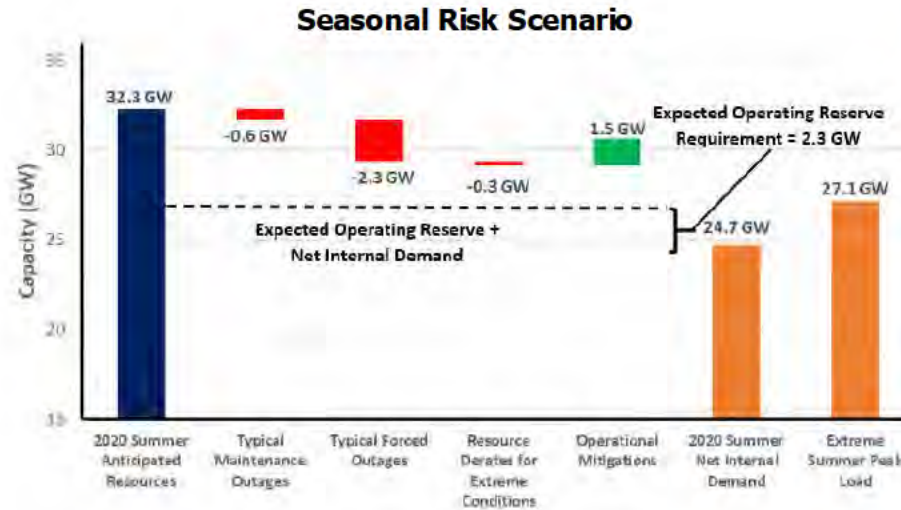 Seasonal Risk Scenario
Capacity (GW)
35
30
25
20
15
32.3 GW
-0.6 GW
-2.3 GW
-0.3 GW
1.5 GW
Expected Operating Reserve
Requirement = 2.3 GW
24.7 GW
27.1 GW
Expected Operating Reserve +
Net Internal Demand
2020 Summer
Anticipated
Resources
Typical
Maintenance
Outages
Typical Forced
Outages
Resource
Derates for
Extreme
Conditions
Operational
Mitigations
2020 Summer
Net Internal
Demand
Extreme
Summer Peak
Load